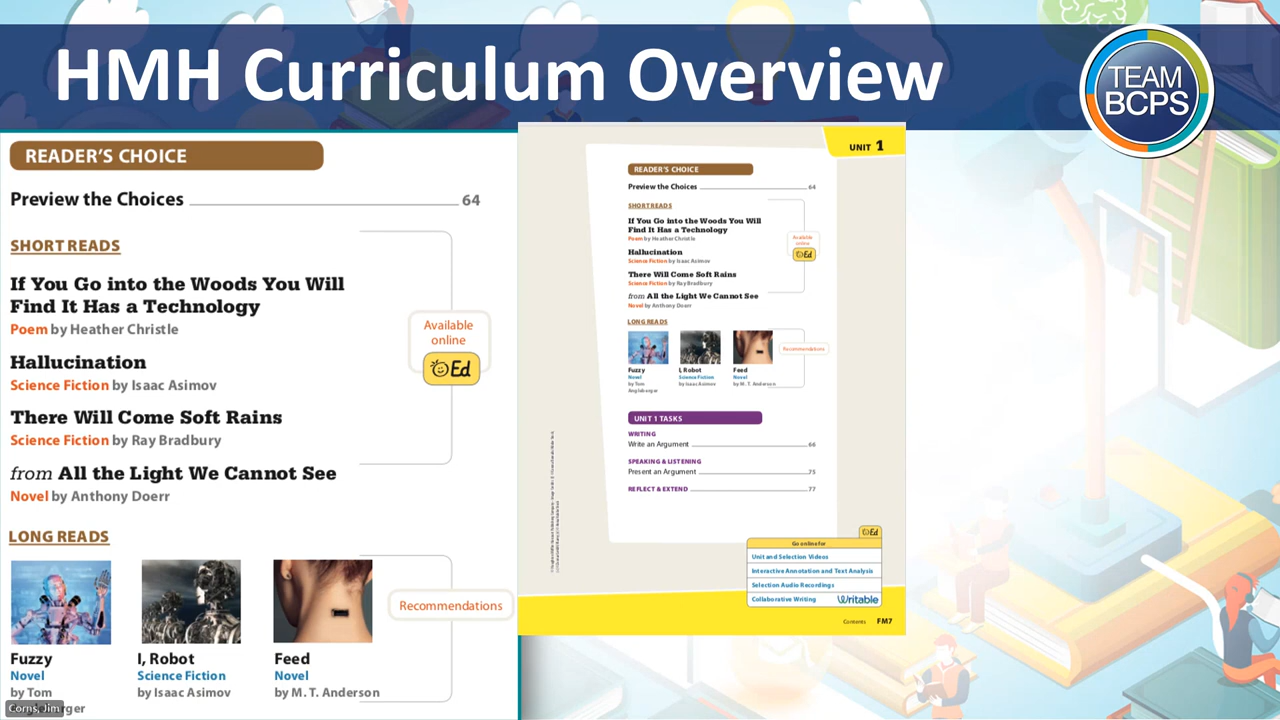 HMH Curriculum Overview
TEAM
BCPS
READER'S CHOICE
Preview the Choices 64
SHORT READS
If You Go into the Woods You Will
Find It Has a Technology
Poem by Heather Christle
Hallucination
Science Fiction by Isaac Asimov
There Will Come Soft Rains
Science Fiction by Ray Bradbury
from All the Light We Cannot See
Novel by Anthony Doerr
Available
online
Ed
LONG READS
Fuzzy
Novel
by Tom
I, Robot
Science Fiction
by Isaac Asimov
Feed
Novel
by M. T. Anderson
Recommendations
Corns, Jim
UNIT 1
READER'S CHOICE
Preview the Choices 64
SHORT READS
If You Go into the Woods You Will
Find It Has a Technology
Poem by Heather Christle
Hallucination
Science Fiction by Isaac Asimov
There Will Come Soft Rains
Science Fiction by Ray Bradbury
from All the Light We Cannot See
Novel by Anthony Doerr
Available
online
Ed
LONG READS
Fuzzy
Novel
by Tom
Angleberger
I, Robot
Science Fiction
by Isaac Asimov
Feed
Novel
by M. T. Anderson
Recommendations
UNIT 1 TASKS
WRITING
Write an Argument 66
SPEAKING & LISTENING
Present an Argument 75
REFLECT & EXTEND 77
Ed
Go online for
Unit and Selection Videos
Interactive Annotation and Text Analysis
Selection Audio Recordings
Collaborative Writing Writable
Contents FM7